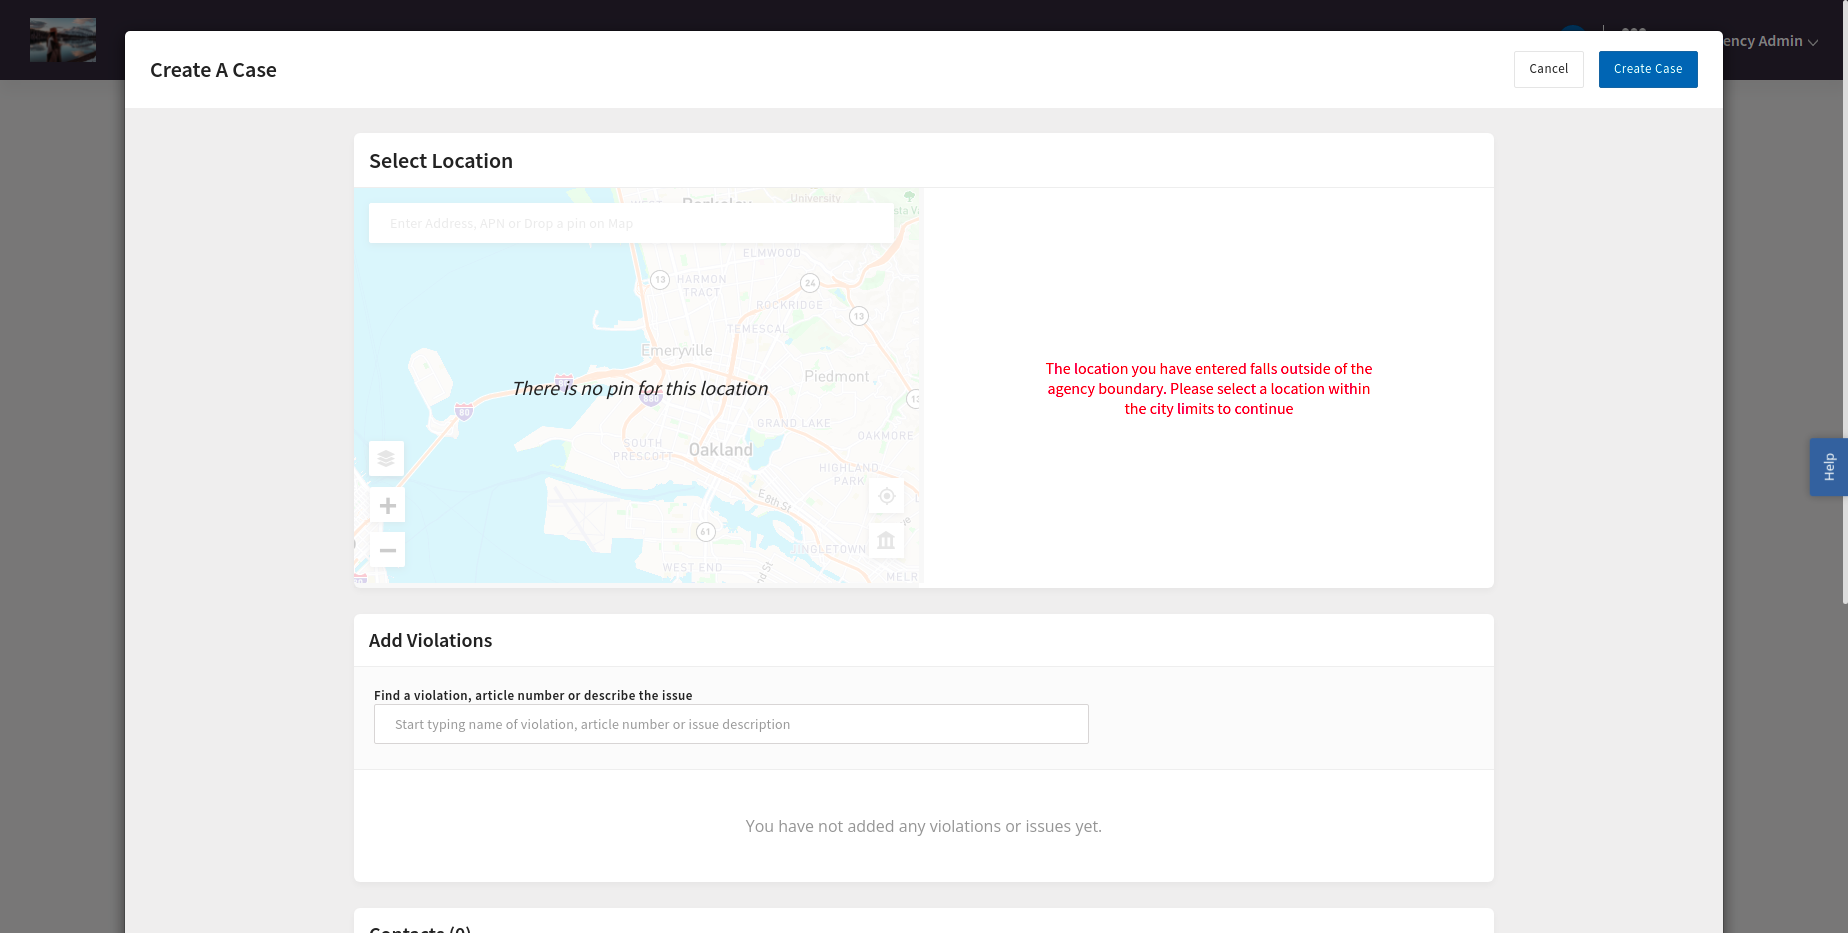 ency Admin
Create A Case
Cancel
Create Case
Select Location
Berkeley
University
Enter Address, APN or Drop a pin on Map
ELMWOOD
13
HARMON
TRACT
24
ROCKRIDGE
13
TEMESCAL
Emeryville
Piedmont
There is no pin for this location
80
13
80
GRAND LAKE
OAKMORE
SOUTH
PRESCOTT
Oakland
HIGHLAND
PARK
E 8th St
61
JINGLETOWN
WEST END
MELR
The location you have entered falls outside of the
agency boundary. Please select a location within
the city limits to continue
Help
Add Violations
Find a violation, article number or describe the issue
Start typing name of violation, article number or issue description
You have not added any violations or issues yet.
Contacts (0)